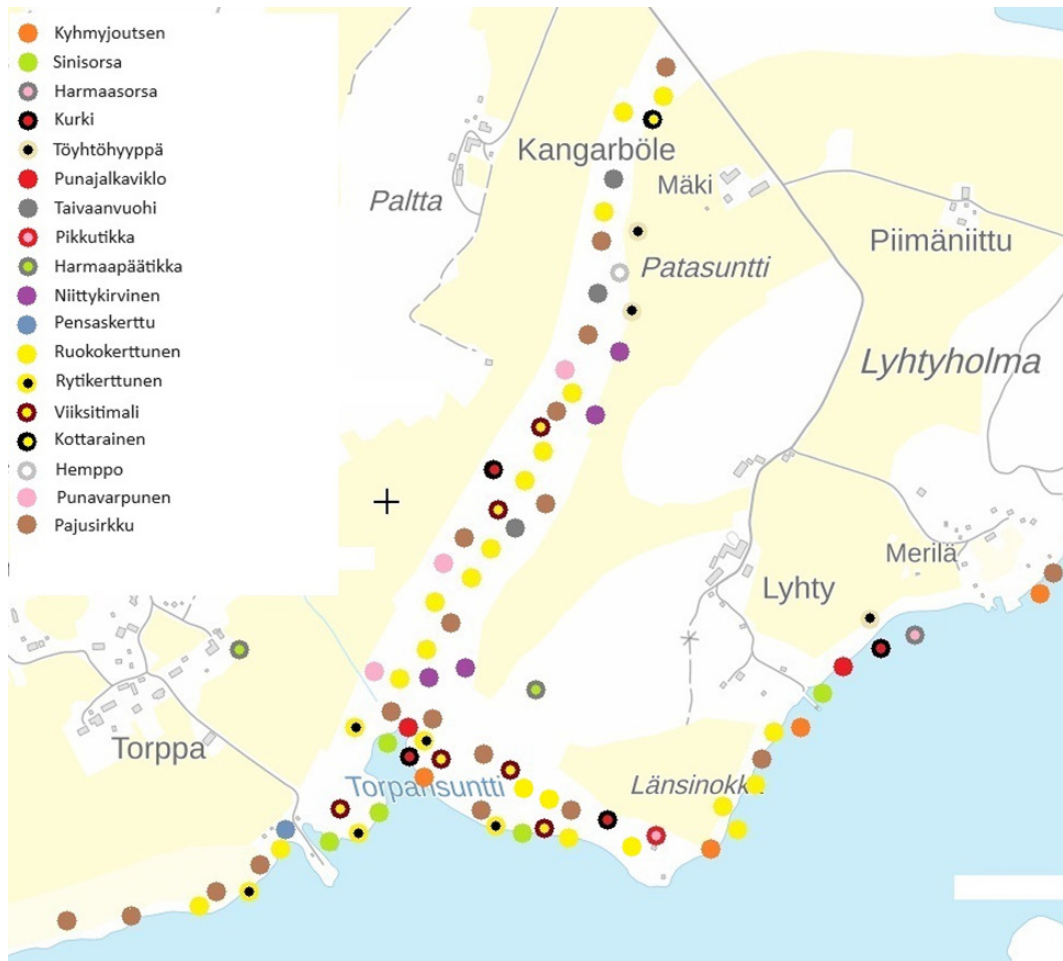 Kyhmyjoutsen
Sinisorsa
Harmaasorsa
Kurki
Töyhtöhyyppä
Punajalkaviklo
Taivaanvuohi
Pikkutikka
Harmaapäätikka
Niittykirvinen
Pensaskerttu
Ruokokerttunen
Rytikerttunen
Viiksitimali
Kottarainen
Hemppo
Punavarpunen
Pajusirkku
Kangarböle
Mäki
Paltta
Piimäniittu
Patasuntti
Lyhtyholma
Merilä
Lyhty
Torppa
Torpansuntti
Länsinokka